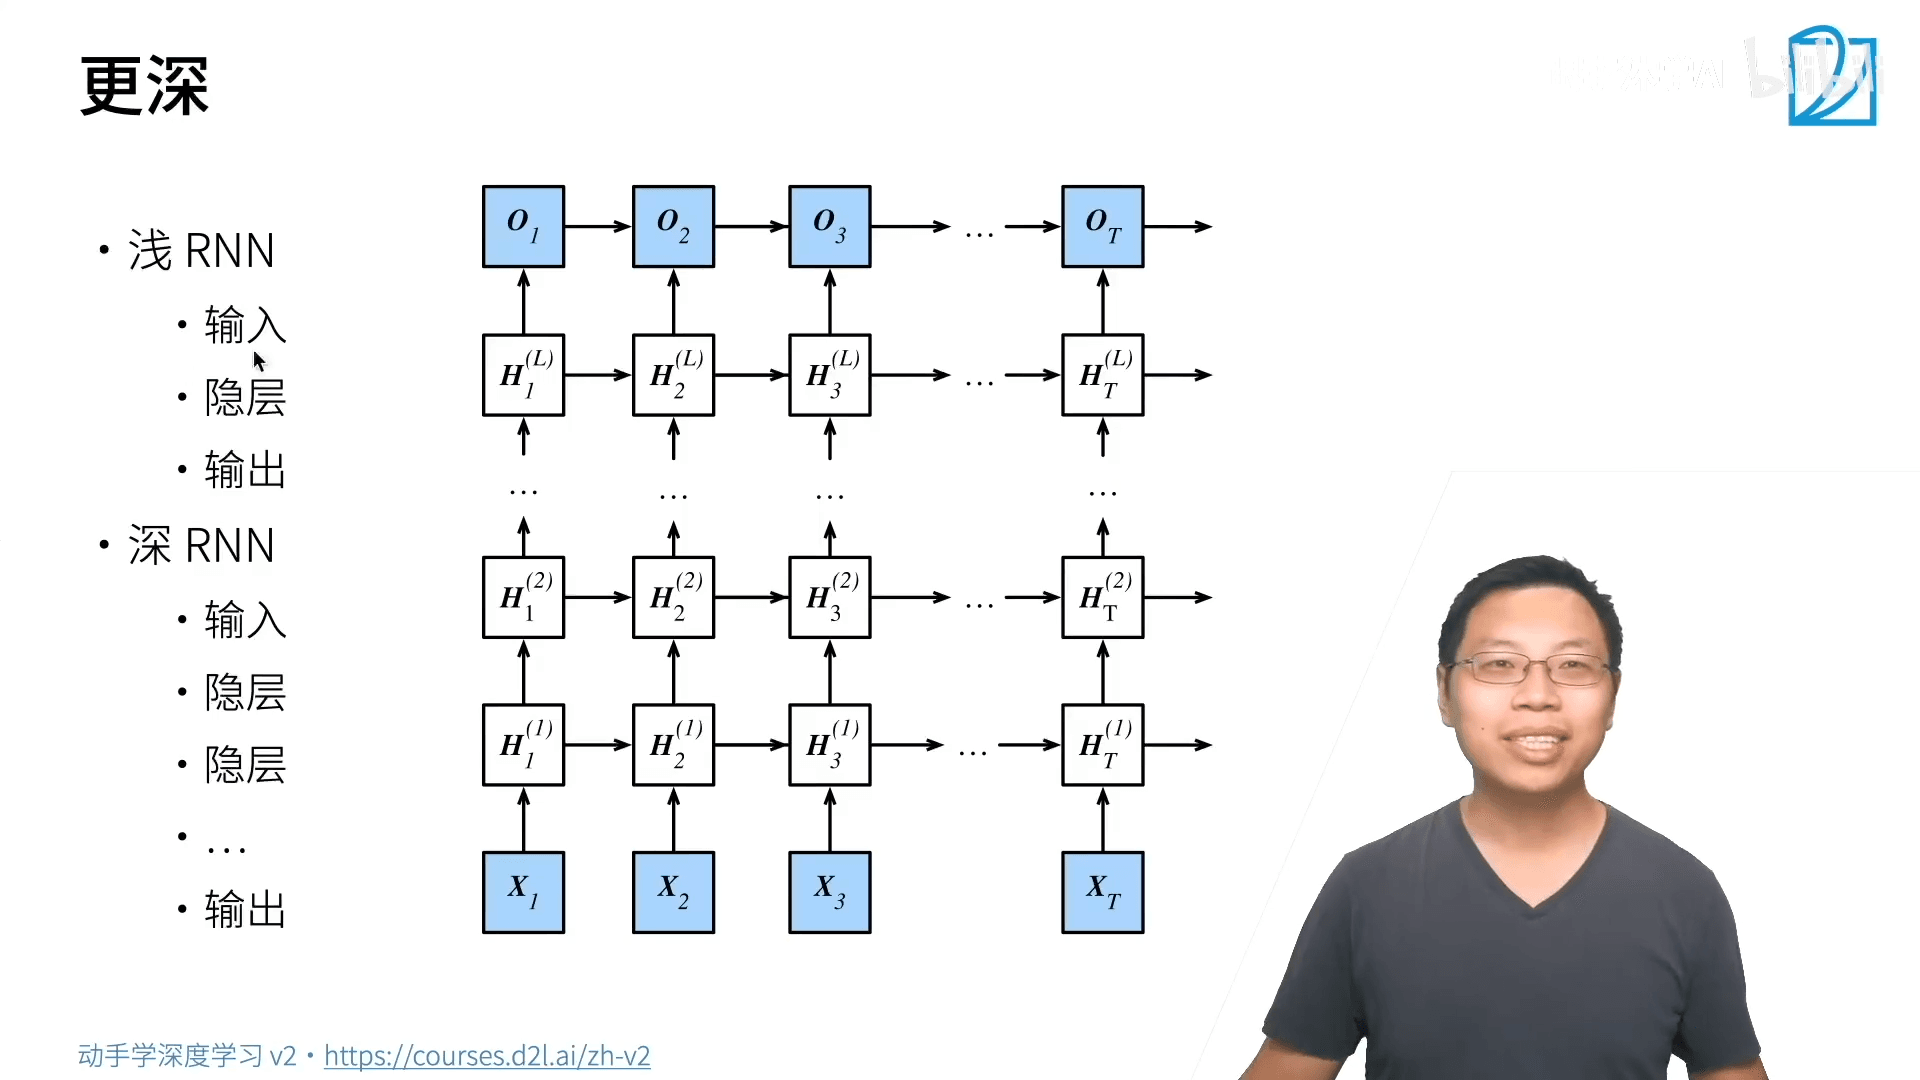 更深
bilibili
• 浅 RNN
• 输入
• 隐层
• 输出
• 深 RNN
• 输入
• 隐层
• 隐层
• …
• 输出
O_1 O_2 O_3 … O_T
H_1^(L) H_2^(L) H_3^(L) … H_T^(L)
… … … …
H_1^(2) H_2^(2) H_3^(2) … H_T^(2)
H_1^(1) H_2^(1) H_3^(1) … H_T^(1)
X_1 X_2 X_3 X_T
动手学深度学习 v2 • https://courses.d2l.ai/zh-v2